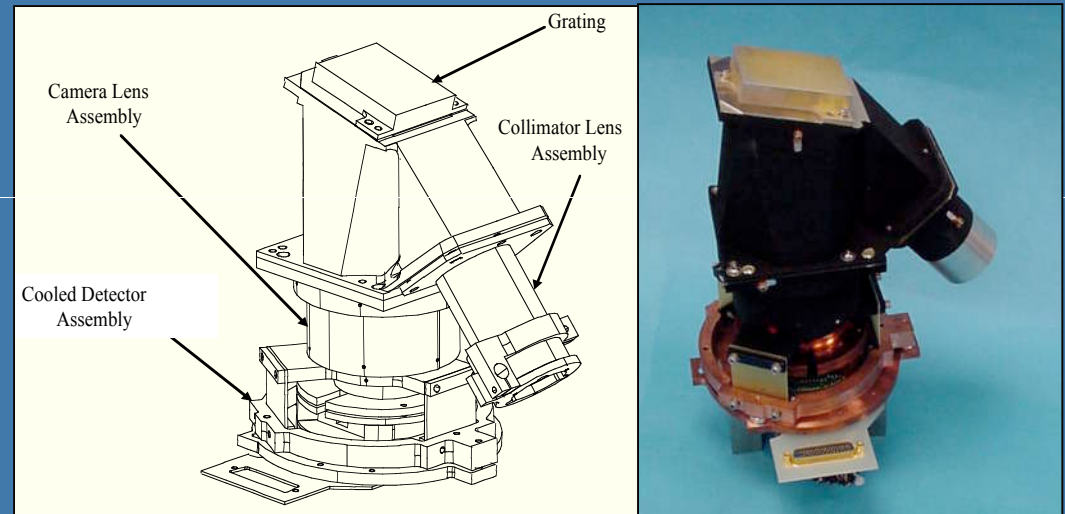 Grating
Camera Lens
Assembly
Collimator Lens
Assembly
Cooled Detector
Assembly